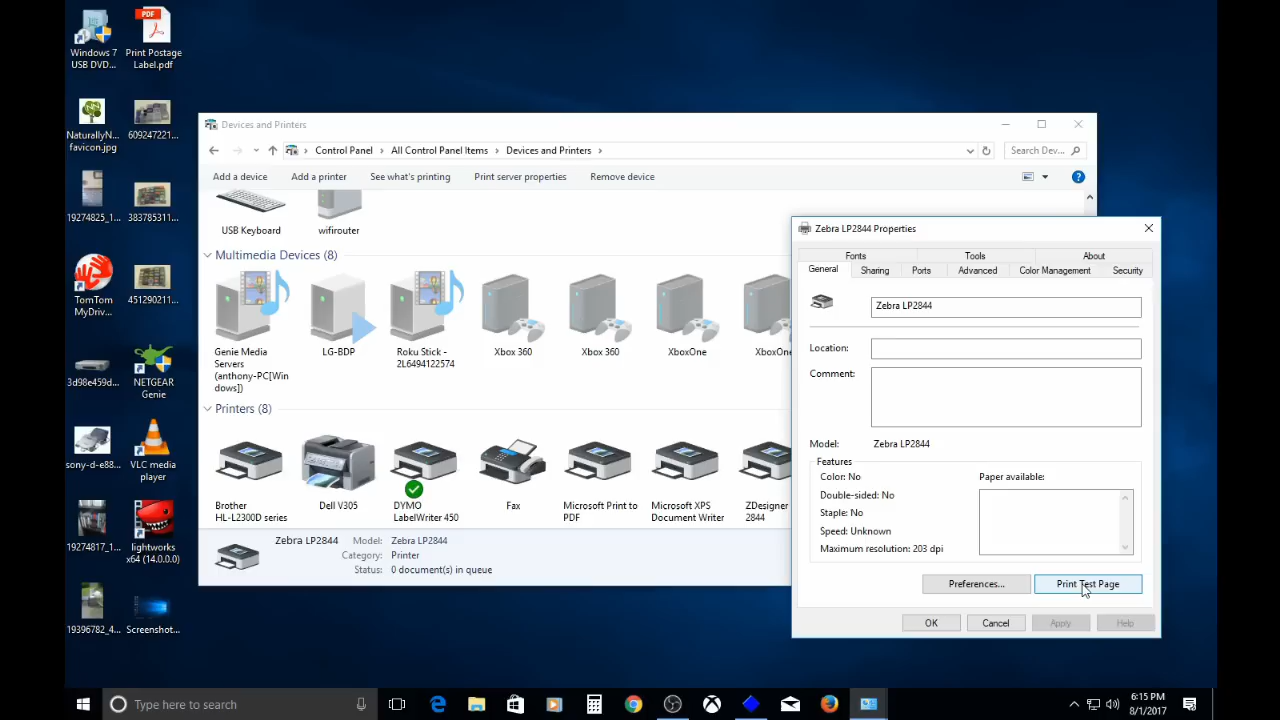 Windows 7
USB DVD...
PDF
Print Postage
Label.pdf
NaturallyN...
favicon.jpg
609247221...
19274825_1...
383785311...
TomTom
MyDriv...
451290211...
3d98e459d...
NETGEAR
Genie
sony-d-e88...
VLC media
player
19274817_1...
lightworks
x64 (14.0.0.0)
19396782_4...
Screenshot...
Devices and Printers
Control Panel > All Control Panel Items > Devices and Printers >
Search Dev...
Add a device Add a printer See what's printing Print server properties Remove device
USB Keyboard
wifirouter
Multimedia Devices (8)
Genie Media
Servers
(anthony-PC[Win
dows])
LG-BDP
Roku Stick -
2L6494122574
Xbox 360
Xbox 360
XboxOne
XboxOn
Printers (8)
Brother
HL-L2300D series
Dell V305
DYMO
LabelWriter 450
Fax
Microsoft Print to
PDF
Microsoft XPS
Document Writer
ZDesigner
2844
Zebra LP2844 Model: Zebra LP2844
Category: Printer
Status: 0 document(s) in queue
Zebra LP2844 Properties
Fonts Tools About
General Sharing Ports Advanced Color Management Security
Zebra LP2844
Location:
Comment:
Model: Zebra LP2844
Features
Color: No
Double-sided: No
Staple: No
Speed: Unknown
Maximum resolution: 203 dpi
Paper available:
Preferences... Print Test Page
OK Cancel Apply Help
Type here to search
6:15 PM
8/1/2017